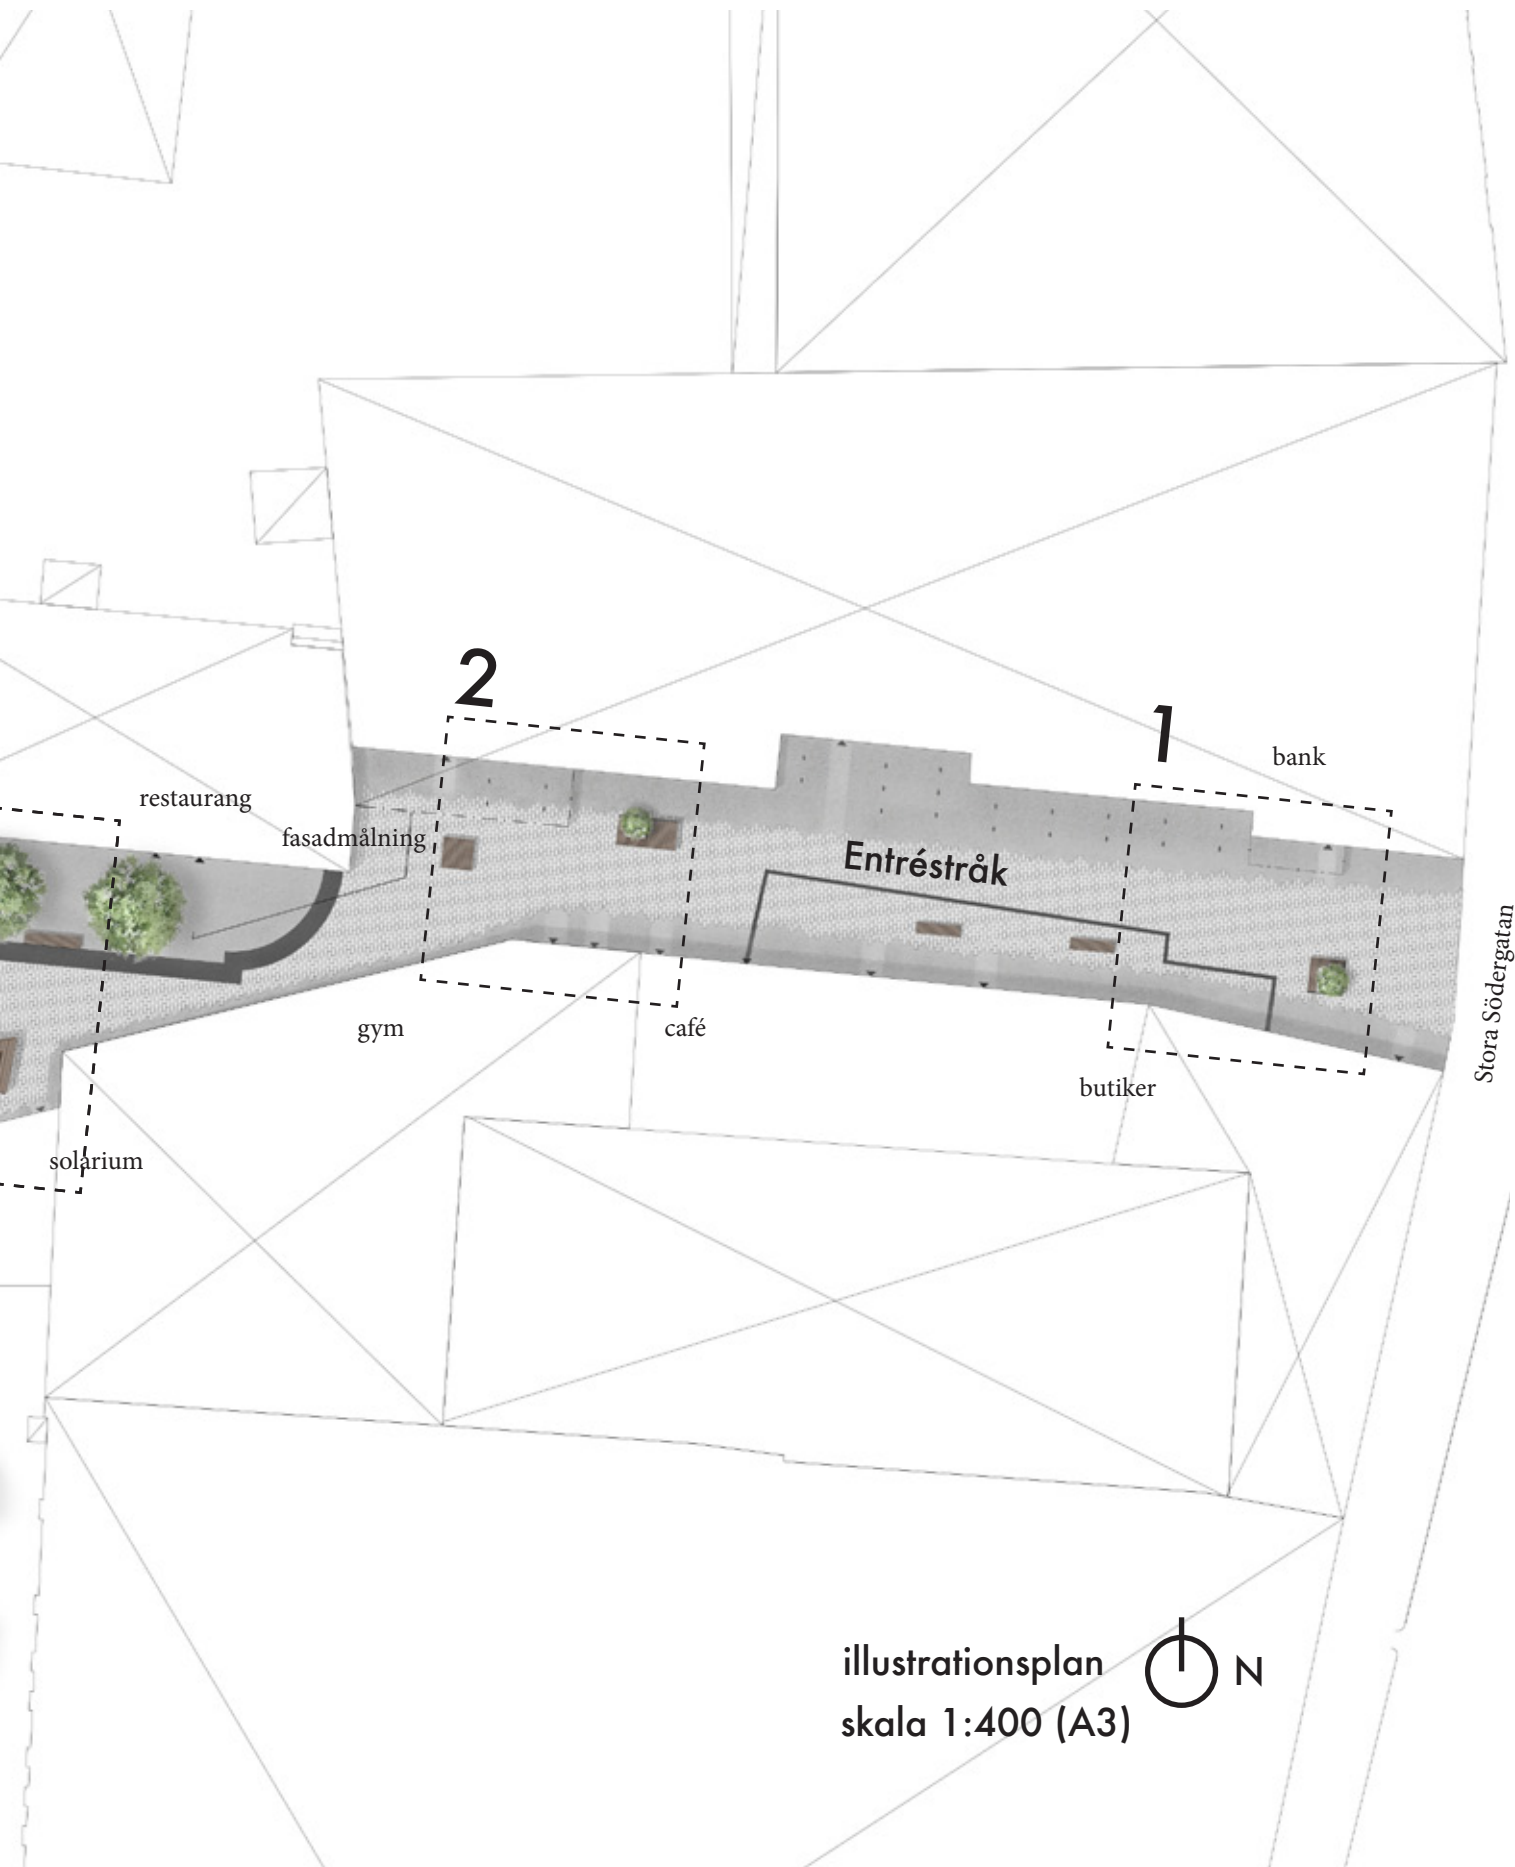 2
1
bank
restaurang
fasadmålning
Entréstråk
Stora Södergatan
gym
café
butiker
solarium
illustrationsplan
N
skala 1:400 (A3)